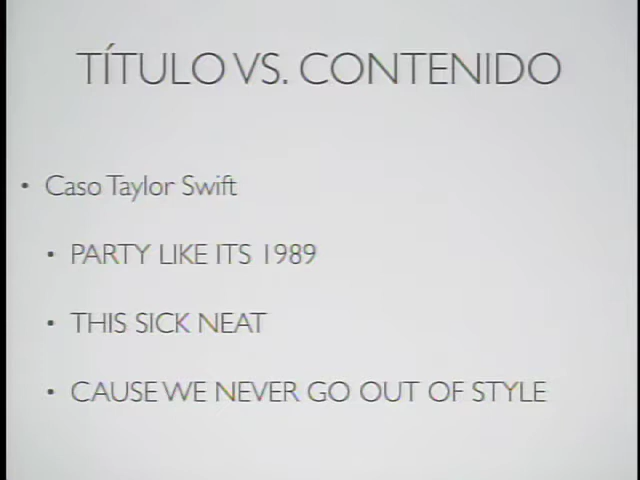 TÍTULO VS. CONTENIDO
• Caso Taylor Swift
• PARTY LIKE ITS 1989
• THIS SICK NEAT
• CAUSE WE NEVER GO OUT OF STYLE